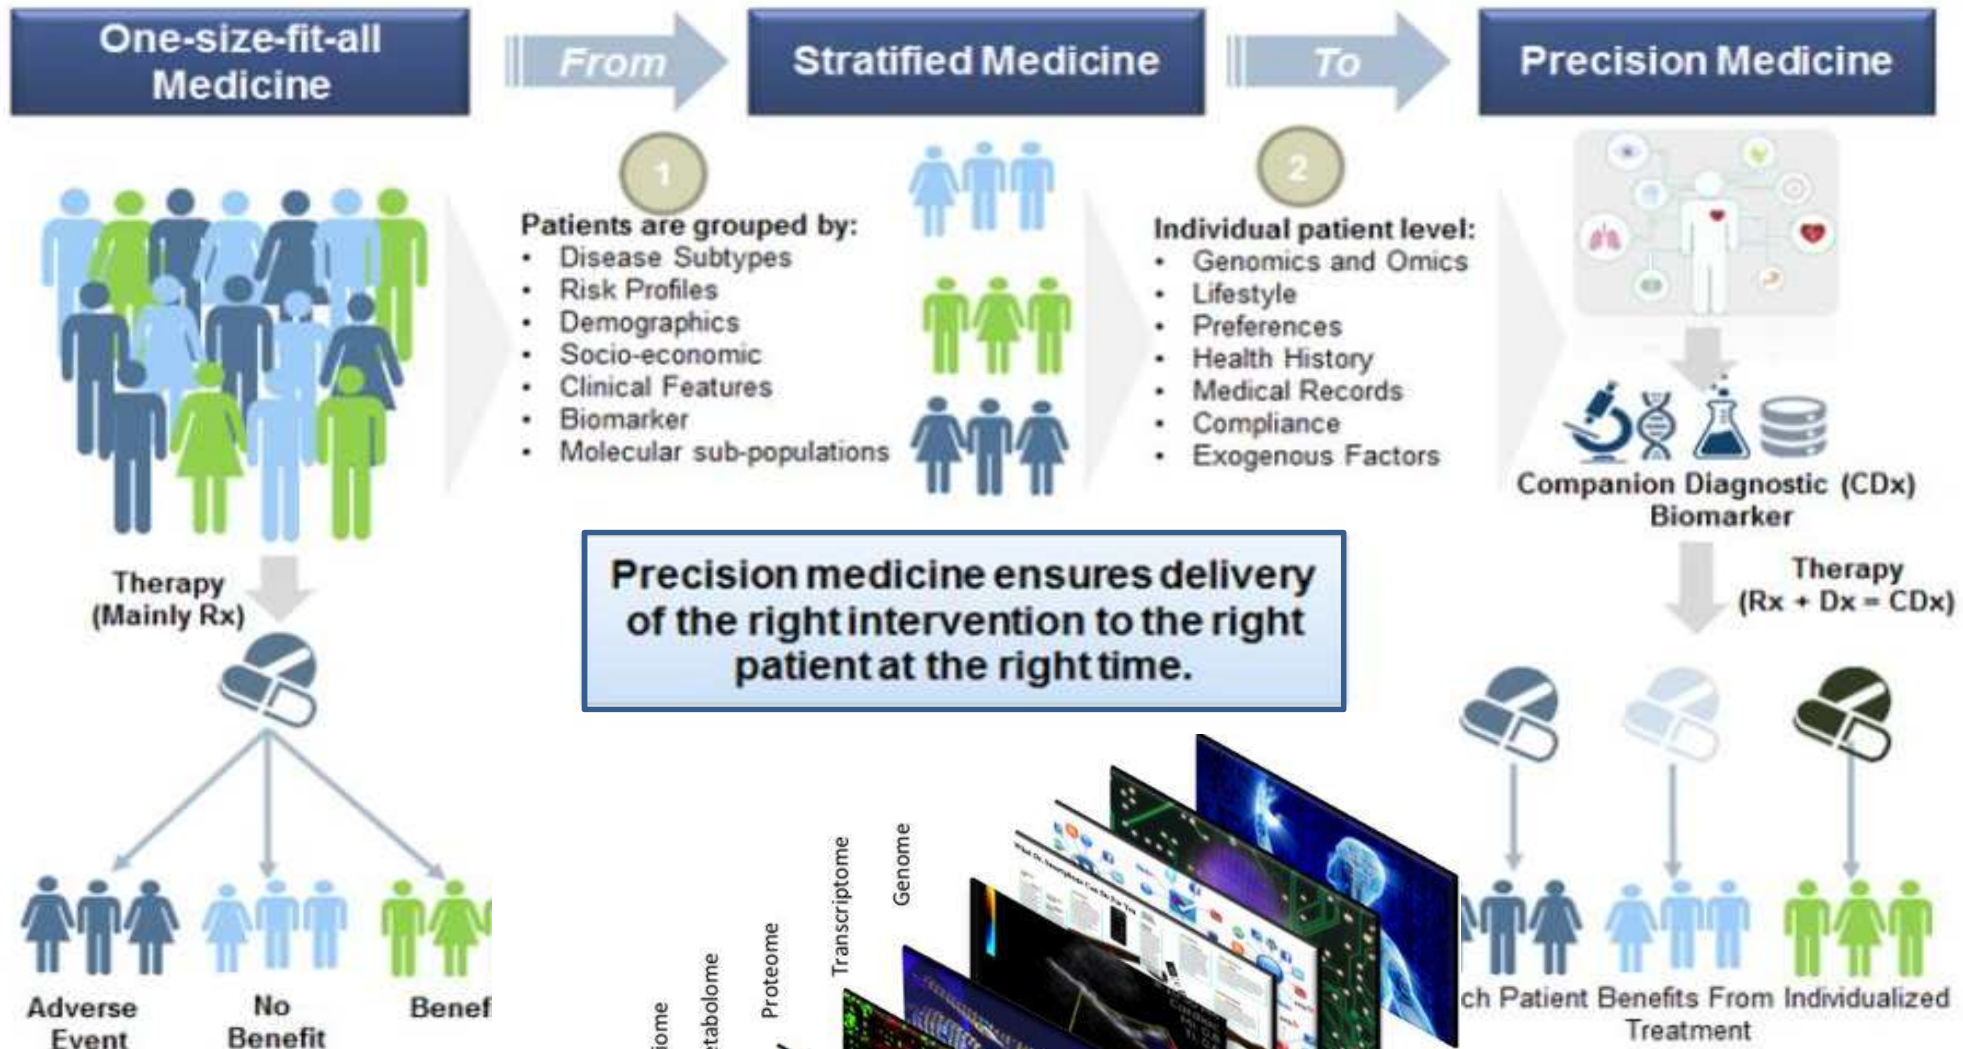 One-size-fit-all
Medicine
From
Stratified Medicine
To
Precision Medicine
1
Patients are grouped by:
• Disease Subtypes
• Risk Profiles
• Demographics
• Socio-economic
• Clinical Features
• Biomarker
• Molecular sub-populations
2
Individual patient level:
• Genomics and Omics
• Lifestyle
• Preferences
• Health History
• Medical Records
• Compliance
• Exogenous Factors
Companion Diagnostic (CDx)
Biomarker
Therapy
(Mainly Rx)
Therapy
(Rx + Dx = CDx)
Precision medicine ensures delivery
of the right intervention to the right
patient at the right time.
Adverse
Event
No
Benefit
Benef
iome
etabolome
Proteome
Transcriptome
Genome
ch Patient Benefits From Individualized
Treatment